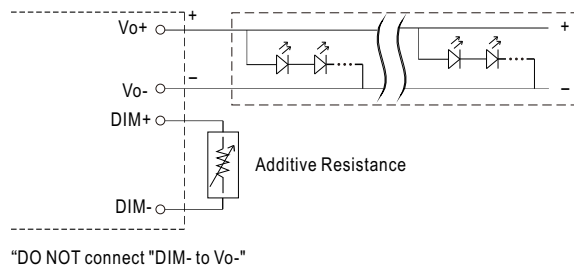 Vo+
+
+
Vo-
−
−
DIM+
Additive Resistance
DIM-
“DO NOT connect "DIM- to Vo-"